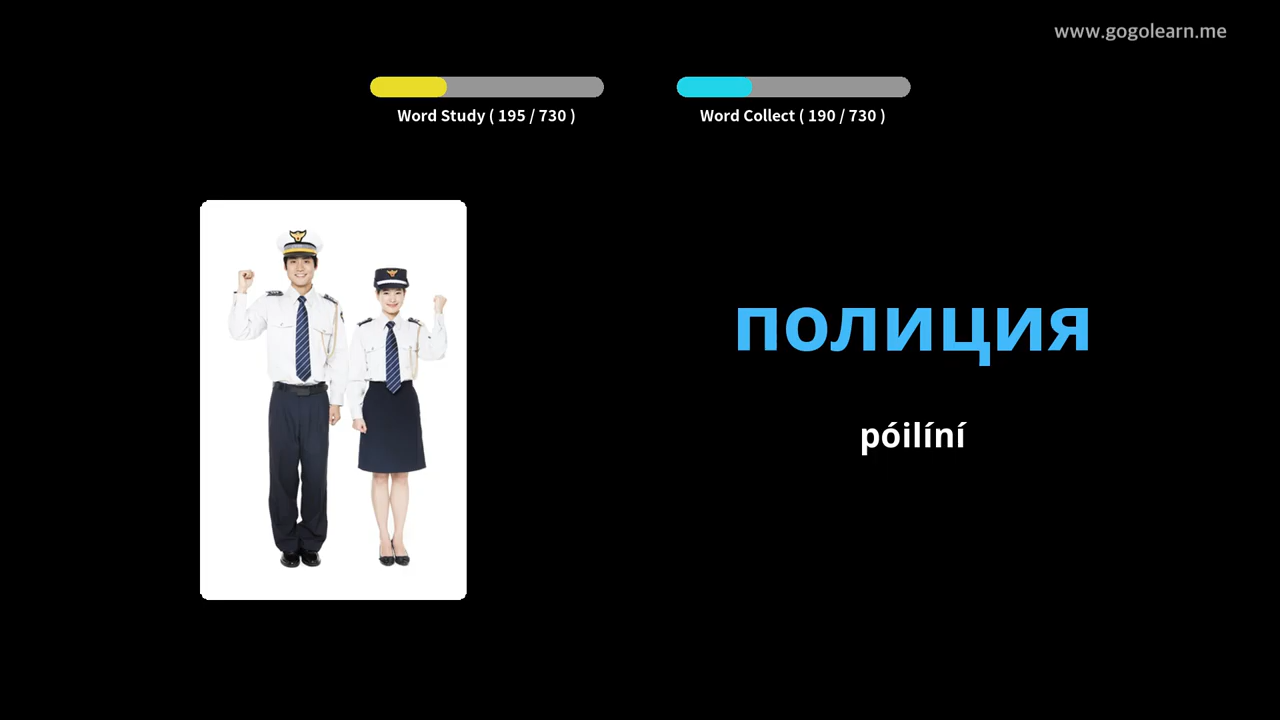 www.gogolearn.me
Word Study ( 195 / 730 )
Word Collect ( 190 / 730 )
полиция
póilíní